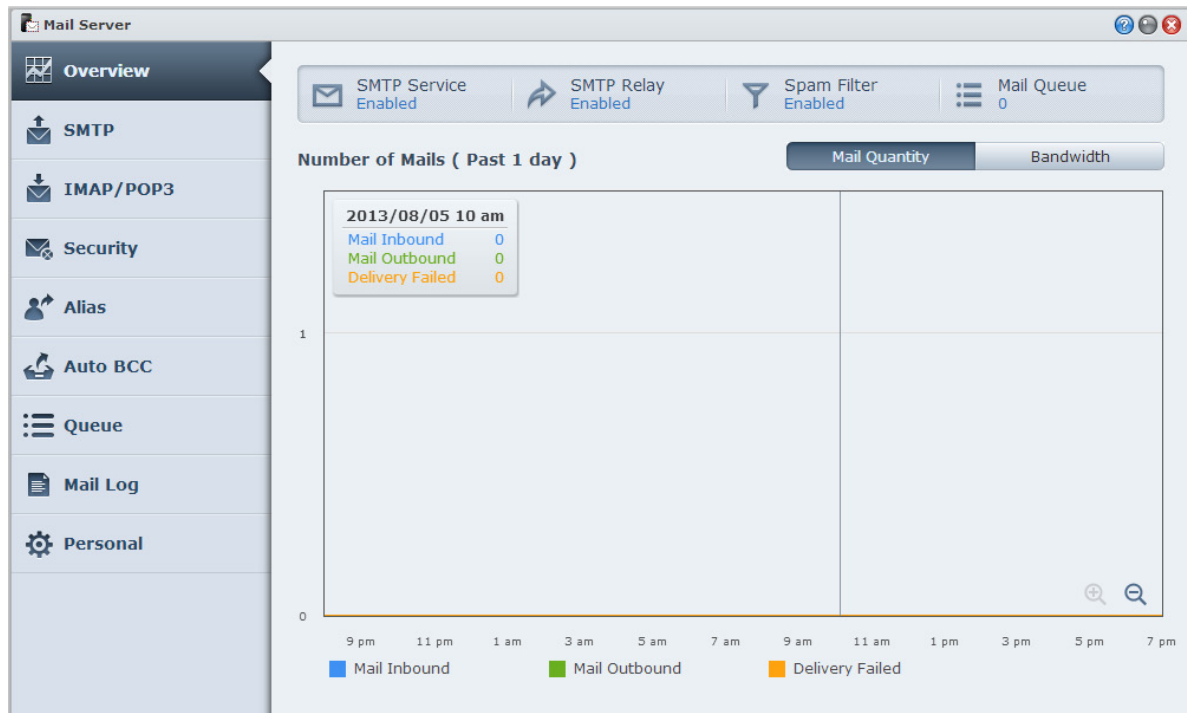 Mail Server
Overview
SMTP
IMAP/POP3
Security
Alias
Auto BCC
Queue
Mail Log
Personal
SMTP Service
Enabled
SMTP Relay
Enabled
Spam Filter
Enabled
Mail Queue
0
Number of Mails ( Past 1 day )
Mail Quantity
Bandwidth
2013/08/05 10 am
Mail Inbound 0
Mail Outbound 0
Delivery Failed 0
1
0
9 pm 11 pm 1 am 3 am 5 am 7 am 9 am 11 am 1 pm 3 pm 5 pm 7 pm
Mail Inbound Mail Outbound Delivery Failed